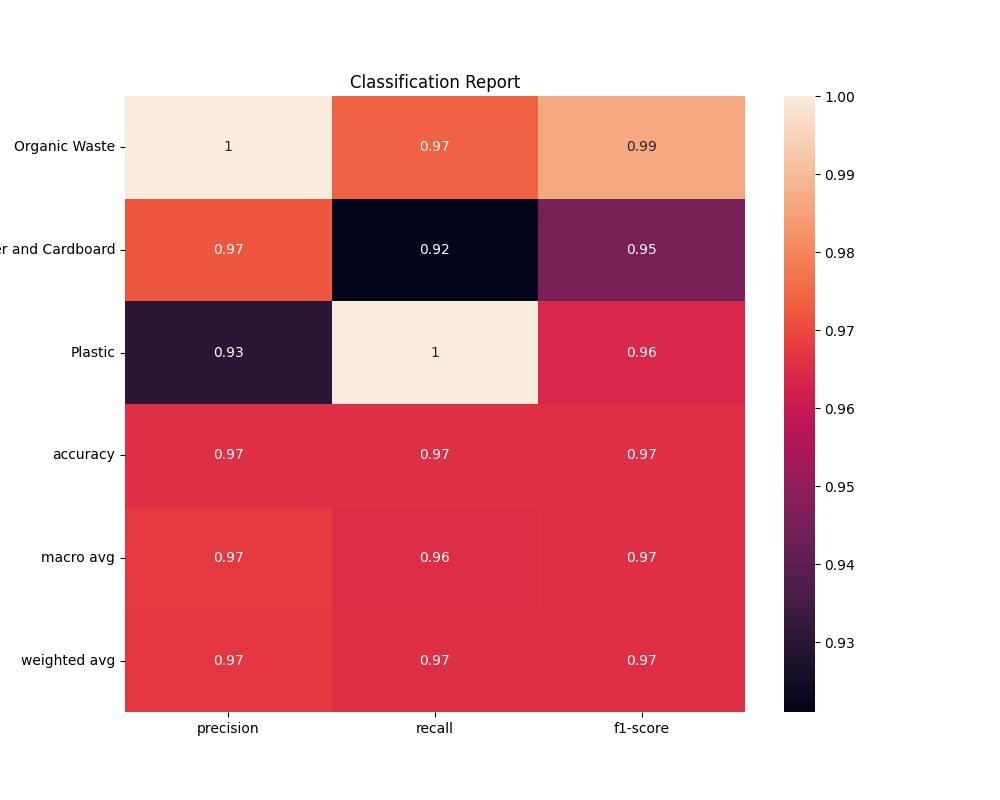 Classification Report
Organic Waste 1 0.97 0.99
er and Cardboard 0.97 0.92 0.95
Plastic 0.93 1 0.96
accuracy 0.97 0.97 0.97
macro avg 0.97 0.96 0.97
weighted avg 0.97 0.97 0.97
precision recall f1-score
1.00
0.99
0.98
0.97
0.96
0.95
0.94
0.93